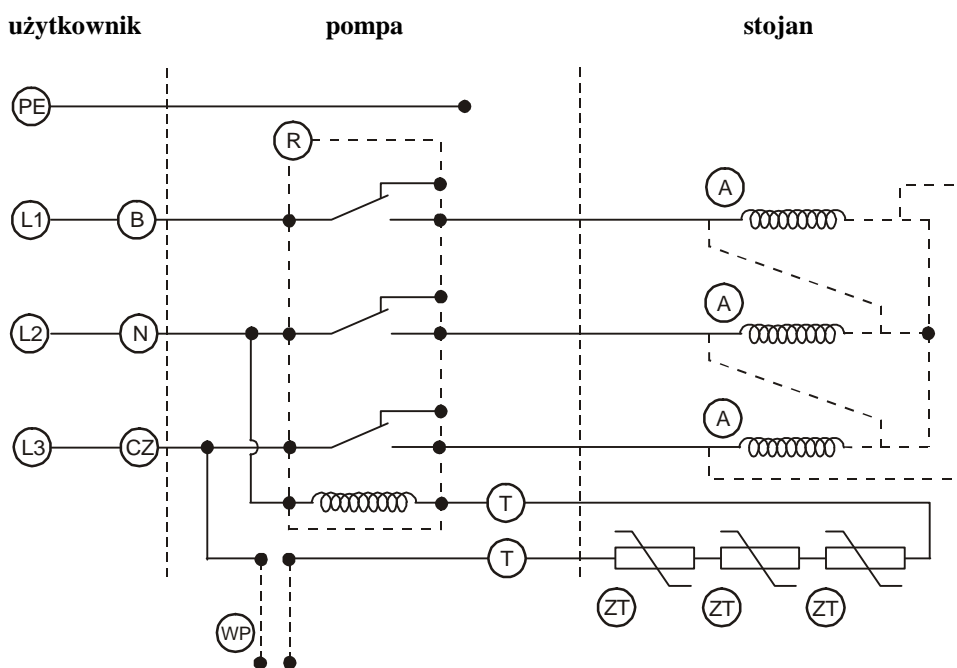 użytkownik pompa stojan
PE
R
A
L1 B
A
L2 N
A
L3 CZ
T
T
ZT ZT ZT
WP